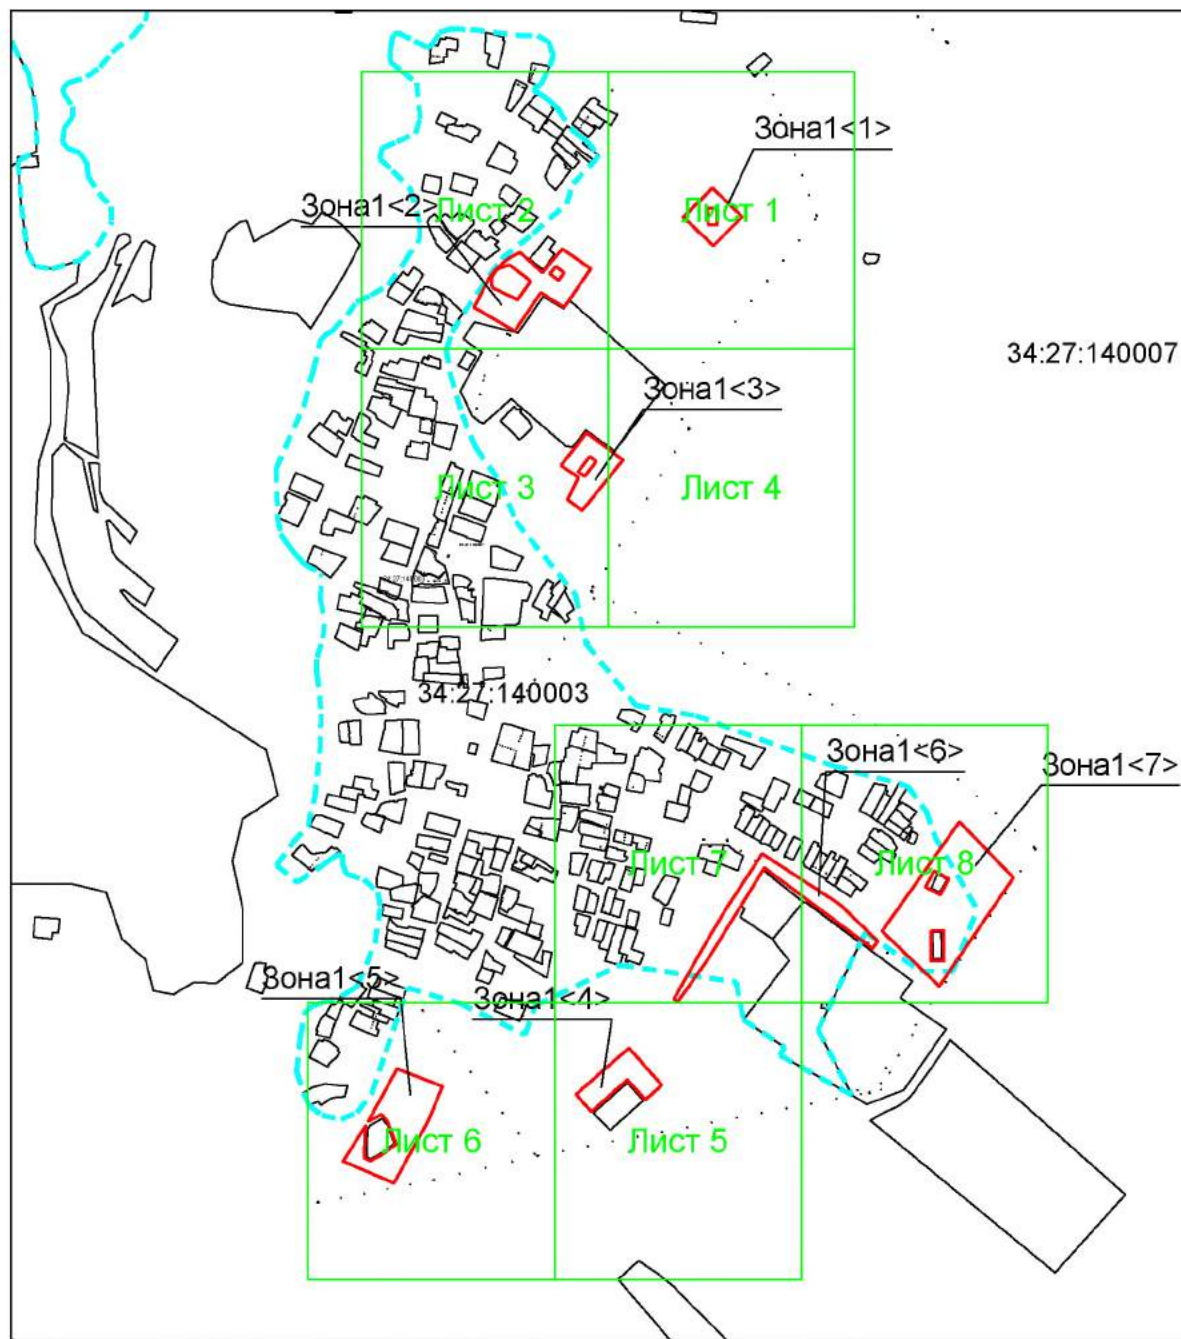 Зона1<1>
Зона1<2>
Лист 2
Лист 1
34:27:140007
Зона1<3>
Лист 3
Лист 4
34:27:140003
Зона1<6>
Зона1<7>
Лист 7
Лист 8
Зона1<5>
Зона1<4>
Лист 6
Лист 5